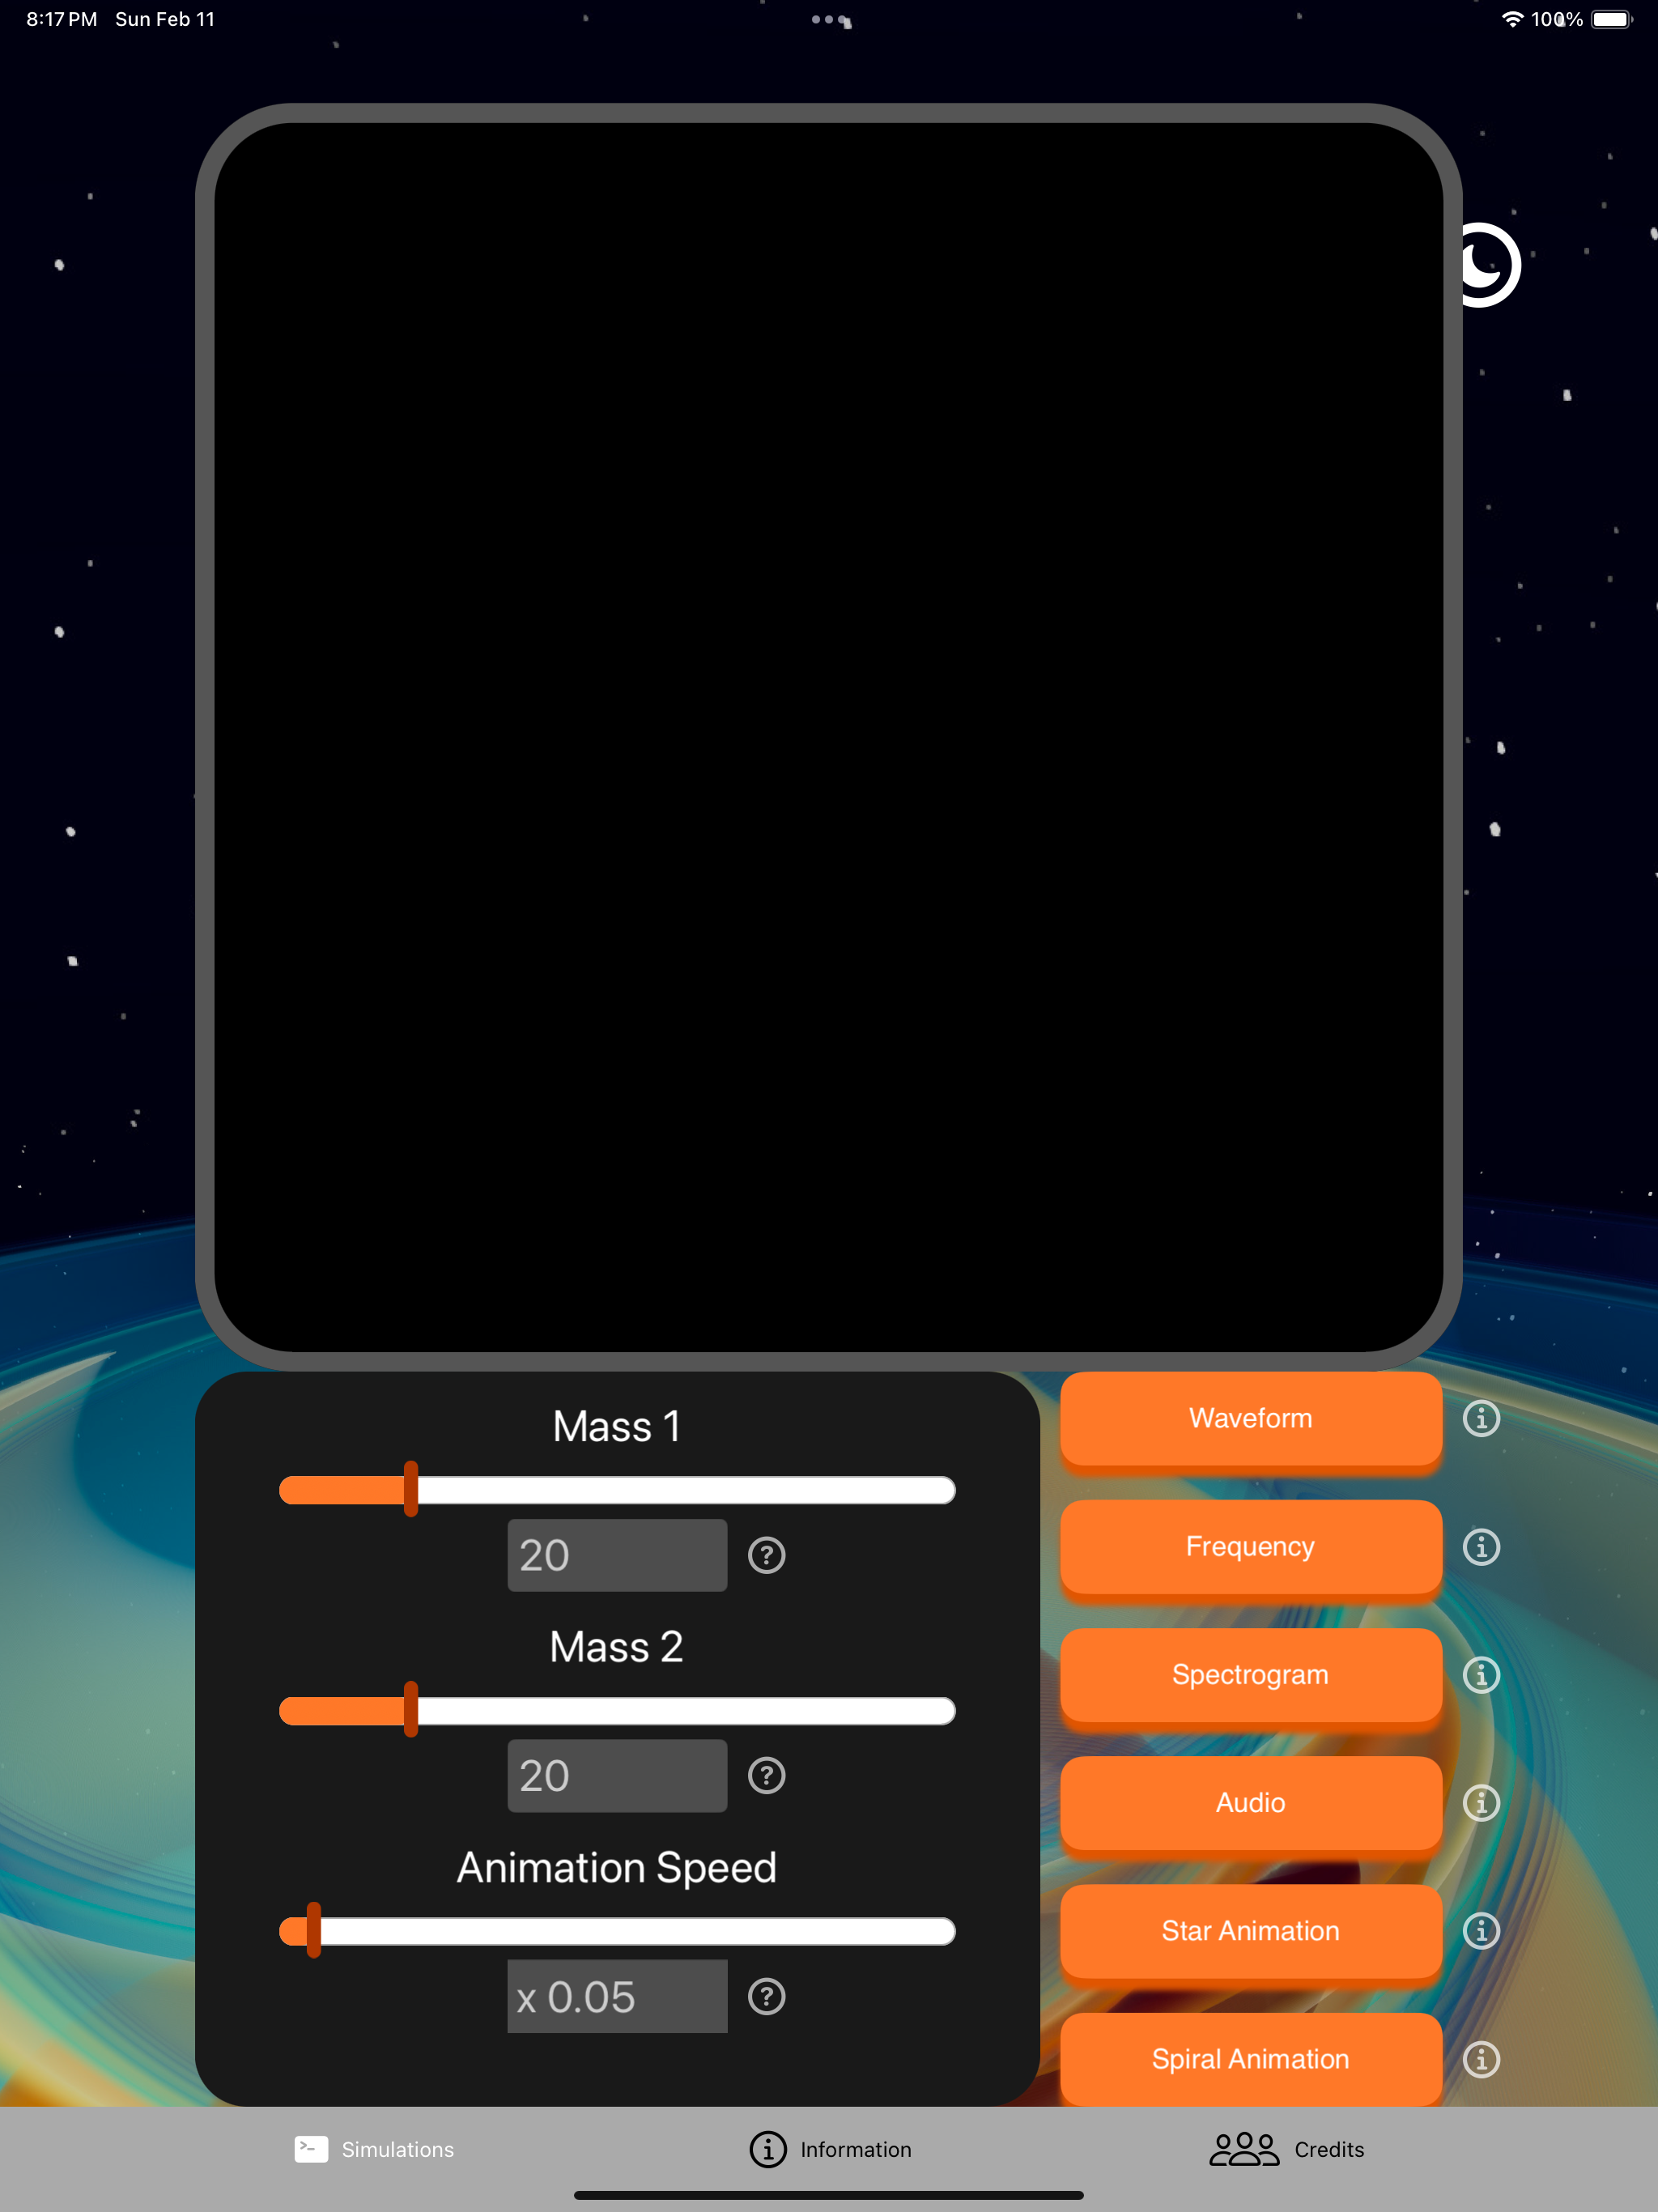 8:17 PM Sun Feb 11
100%
Mass 1
20
Mass 2
20
Animation Speed
x 0.05
Waveform
Frequency
Spectrogram
Audio
Star Animation
Spiral Animation
Simulations
Information
Credits